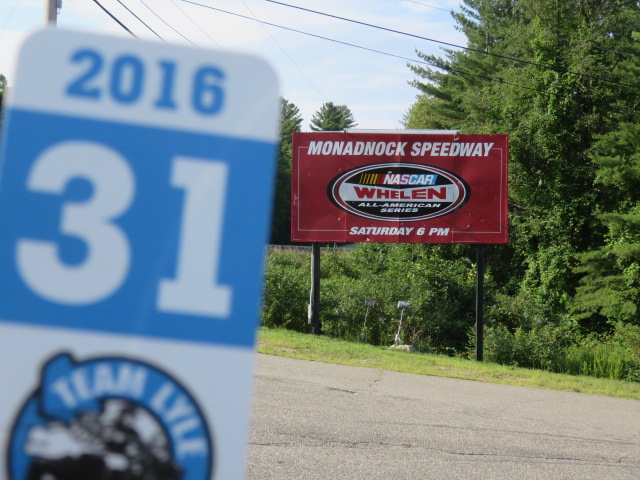 2016
31
TEAM LYLE
MONADNOCK SPEEDWAY
NASCAR
WHELEN
ALL-AMERICAN
SERIES
SATURDAY 6 PM